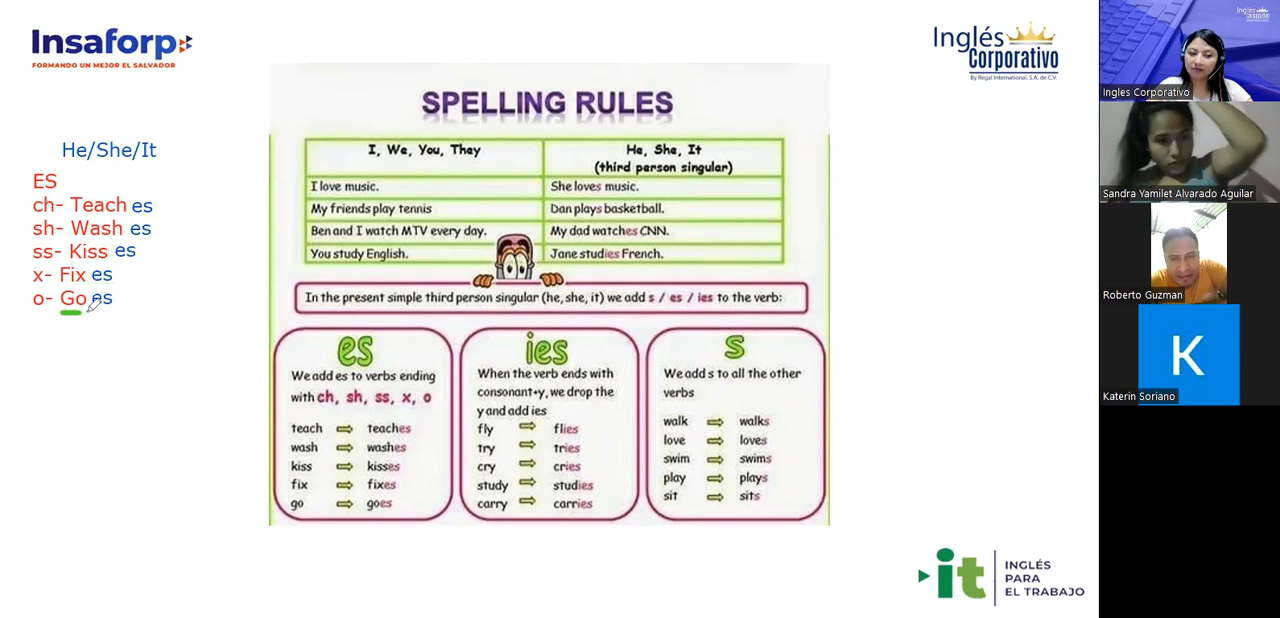 Insaforp
FORMANDO UN MEJOR EL SALVADOR
Inglés
Corporativo
By Regal International, S.A. de C.V.
He/She/It
ES
ch- Teach es
sh- Wash es
ss- Kiss es
x- Fix es
o- Go es
SPELLING RULES
I, We, You, They
He, She, It
(third person singular)
I love music.
She loves music.
My friends play tennis
Dan plays basketball.
Ben and I watch MTV every day.
My dad watches CNN.
You study English.
Jane studies French.
In the present simple third person singular (he, she, it) we add s / es / ies to the verb:
es
We add es to verbs ending
with ch, sh, ss, x, o
teach teaches
wash washes
kiss kisses
fix fixes
go goes
ies
When the verb ends with
consonant+y, we drop the
y and add ies
fly flies
try tries
cry cries
study studies
carry carries
s
We add s to all the other
verbs
walk walks
love loves
swim swims
play plays
sit sits
it
INGLÉS
PARA
EL TRABAJO
Inglés
Corporativo
Ingles Corporativo
Sandra Yamilet Alvarado Aguilar
Roberto Guzman
K
Katerin Soriano